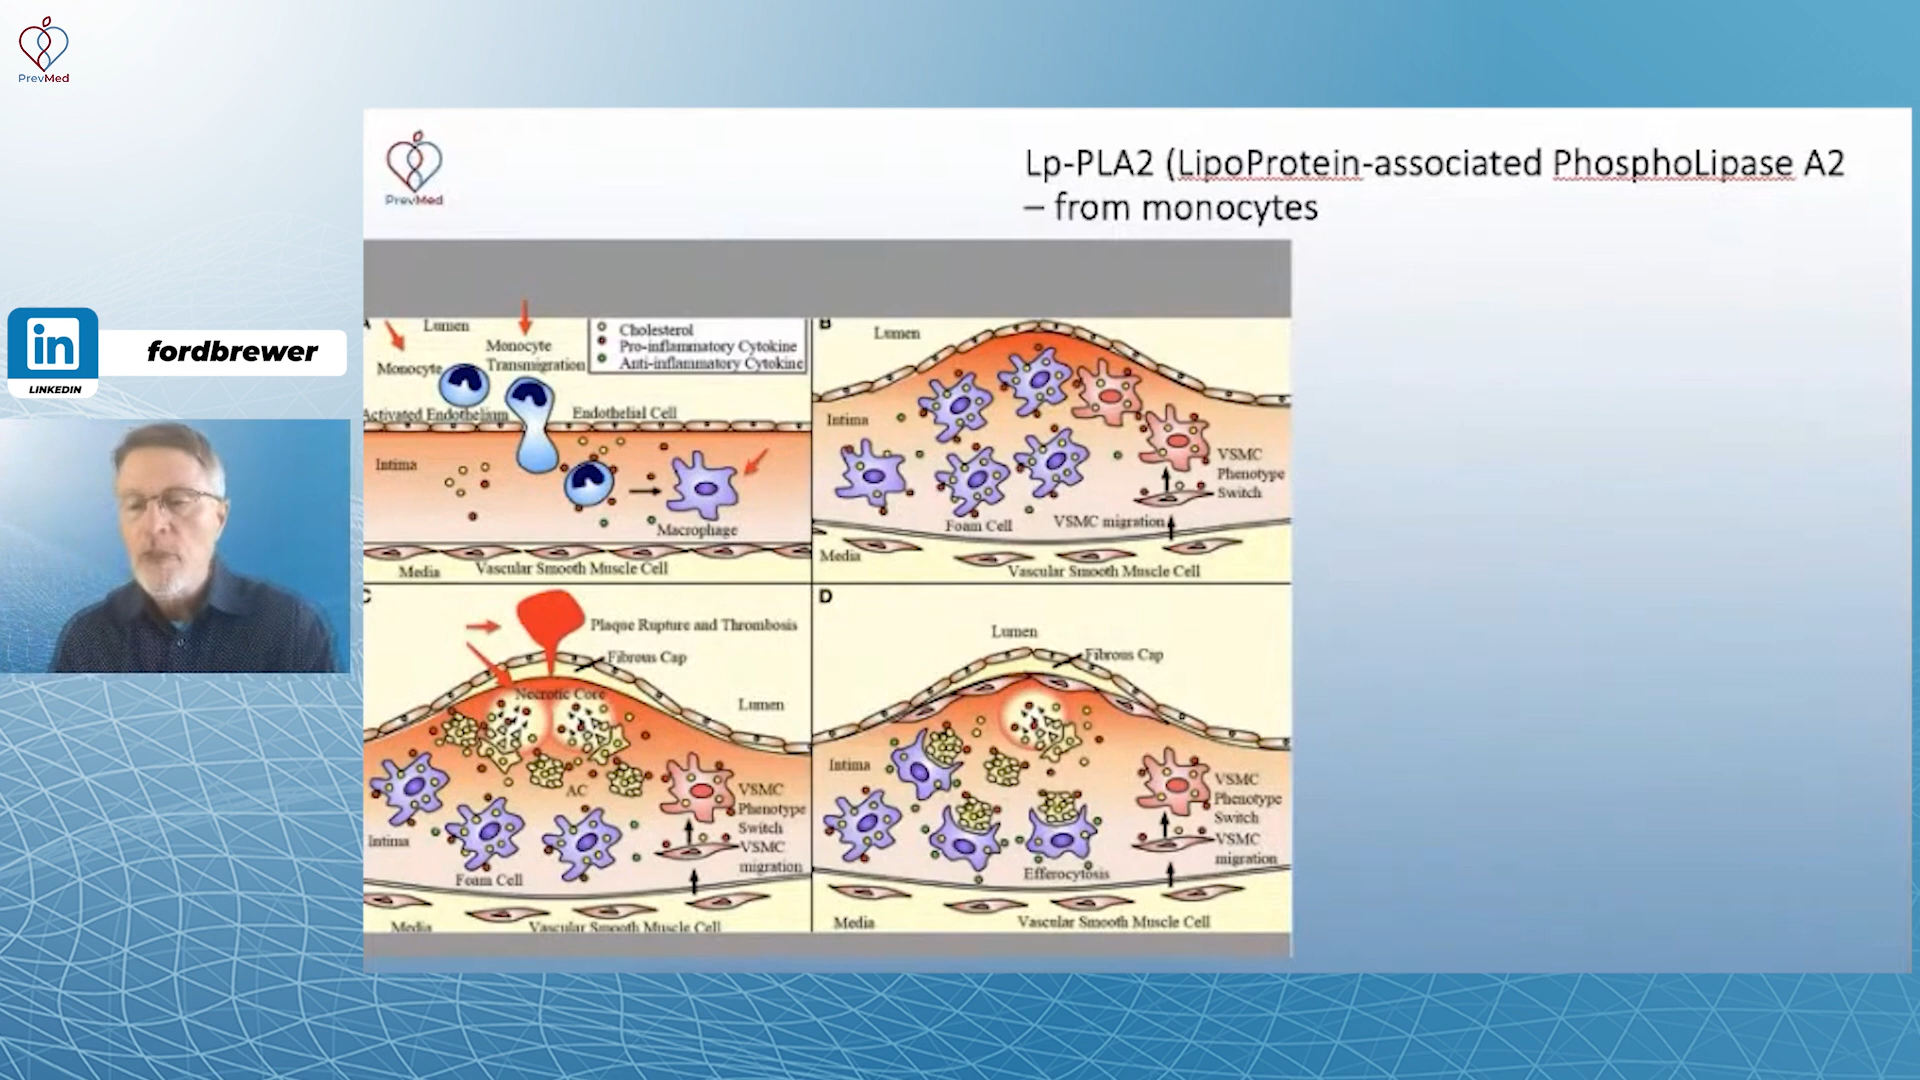 PrevMed
PrevMed
Lp-PLA2 (LipoProtein-associated PhosphoLipase A2
– from monocytes
LINKEDIN
fordbrewer
Lumen
Monocyte
Monocyte
Transmigration
Cholesterol
Pro-inflammatory Cytokine
Anti-inflammatory Cytokine
Activated Endothelium
Endothelial Cell
Intima
Macrophage
Media
Vascular Smooth Muscle Cell
B
Lumen
Intima
VSMC
Phenotype
Switch
Foam Cell
VSMC migration
Media
Vascular Smooth Muscle Cell
C
Plaque Rupture and Thrombosis
Fibrous Cap
Necrotic Core
Lumen
AC
VSMC
Phenotype
Switch
VSMC
migration
Intima
Foam Cell
Media
Vascular Smooth Muscle Cell
D
Lumen
Fibrous Cap
Intima
VSMC
Phenotype
Switch
VSMC
migration
Efferocytosis
Media
Vascular Smooth Muscle Cell